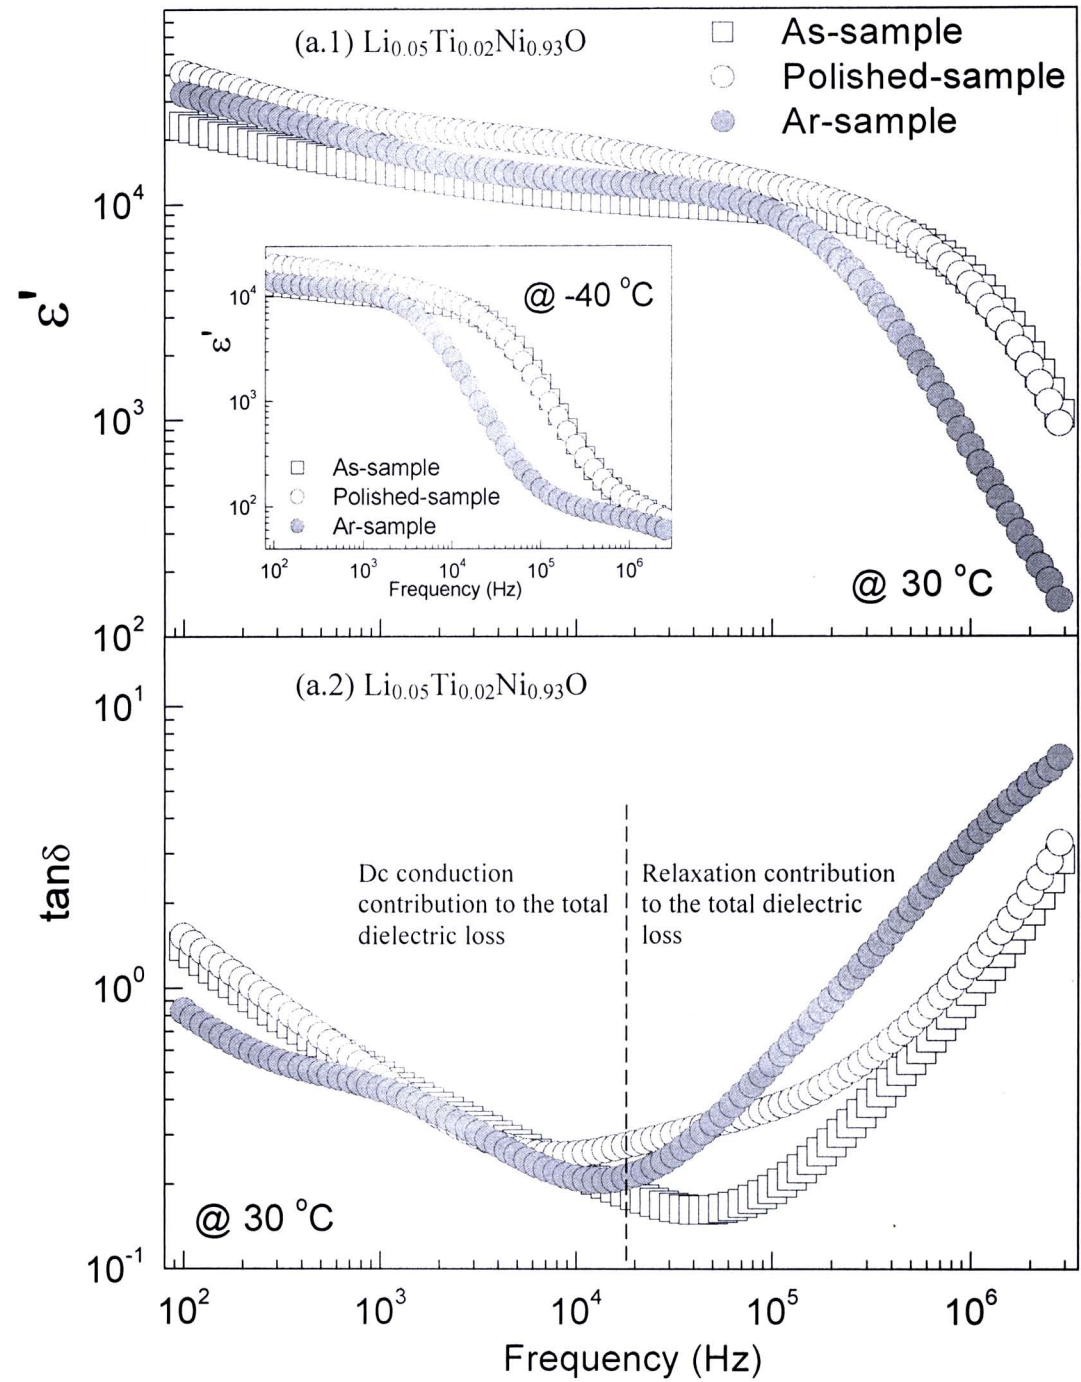 (a.1) Li0.05Ti0.02Ni0.93O
As-sample
Polished-sample
Ar-sample
ε'
10^4
10^3
10^2
@ -40 °C
ε'
10^4
10^3
10^2
As-sample
Polished-sample
Ar-sample
10^2 10^3 10^4 10^5 10^6
Frequency (Hz)
@ 30 °C
(a.2) Li0.05Ti0.02Ni0.93O
tanδ
10^1
10^0
10^-1
Dc conduction
contribution to the total
dielectric loss
Relaxation contribution
to the total dielectric
loss
@ 30 °C
10^2 10^3 10^4 10^5 10^6
Frequency (Hz)